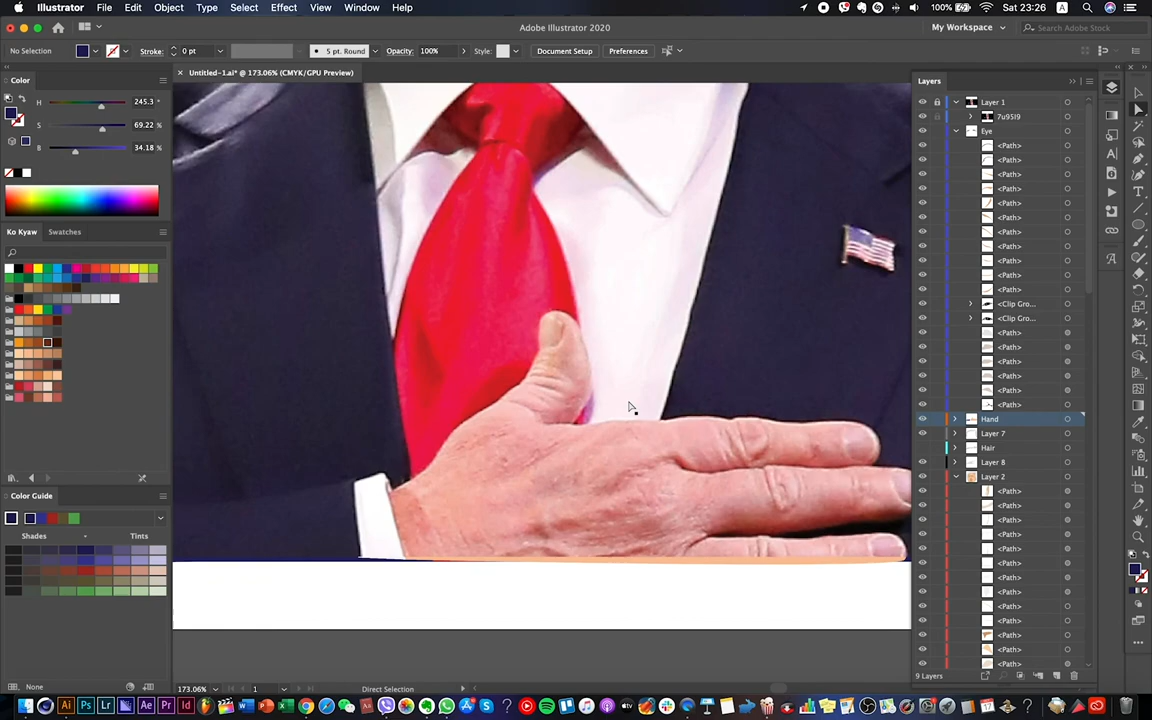 Illustrator File Edit Object Type Select Effect View Window Help 100% Sat 23:26
Adobe Illustrator 2020 My Workspace Search Adobe Stock
No Selection Stroke: 0 pt 5 pt. Round Opacity: 100% Style: Document Setup Preferences
Color
H 245.3 °
S 69.22 %
B 34.18 %
Ko Kyaw Swatches
Color Guide
Shades Tints
None
× Untitled-1.ai* @ 173.06% (CMYK/GPU Preview)
173.06% 1 Direct Selection
Layers
Layer 1
7u95l9
Eye
<Path>
<Path>
<Path>
<Path>
<Path>
<Path>
<Path>
<Path>
<Path>
<Path>
<Path>
<Clip Gro...
<Clip Gro...
<Path>
<Path>
<Path>
<Path>
<Path>
<Path>
Hand
Layer 7
Hair
Layer 8
Layer 2
<Path>
<Path>
<Path>
<Path>
<Path>
<Path>
<Path>
<Path>
<Path>
<Path>
<Path>
<Path>
<Path>
9 Layers